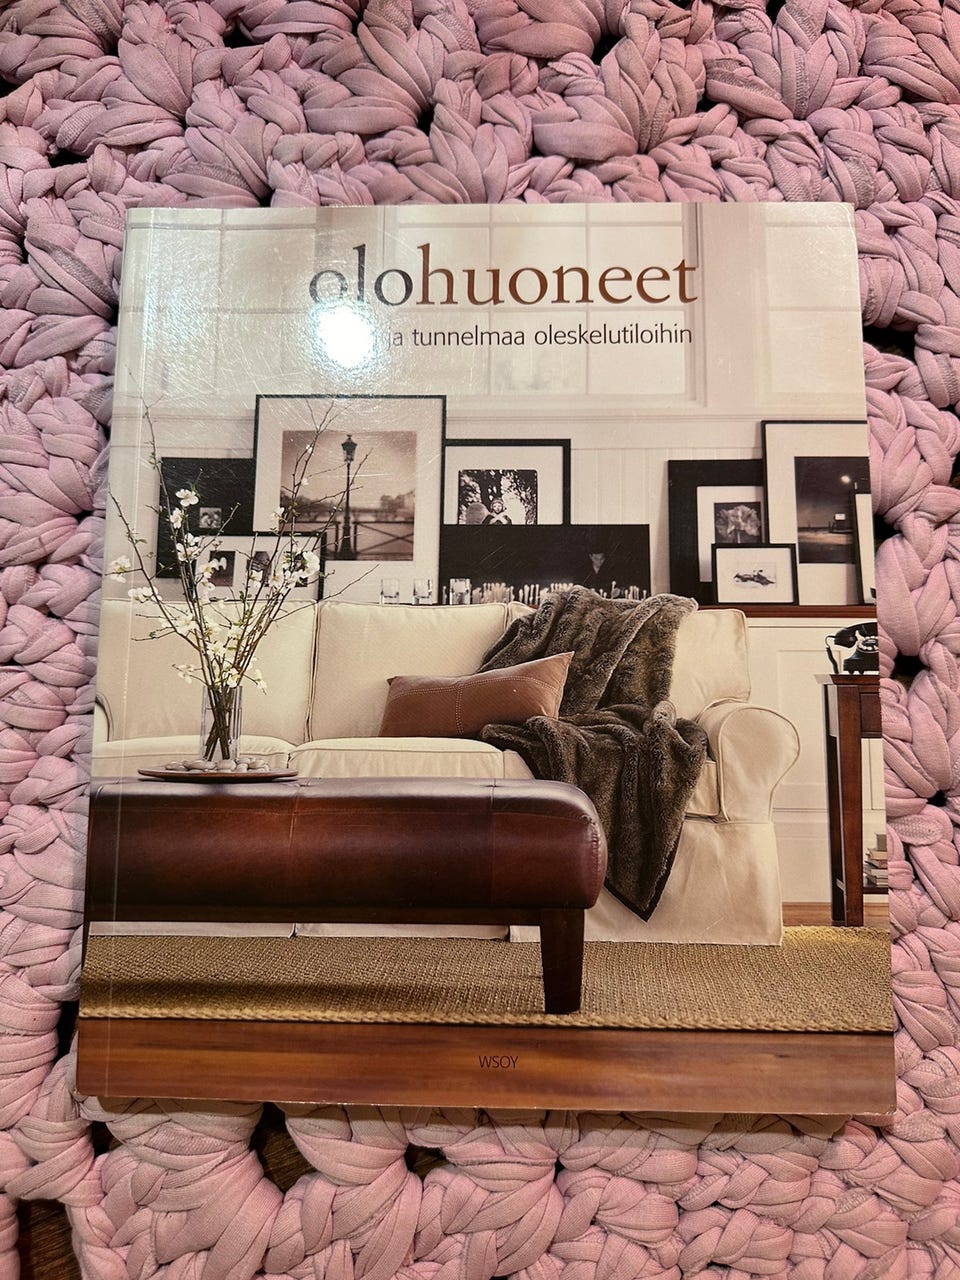 olohuoneet
ja tunnelmaa oleskelutiloihin
WSOY